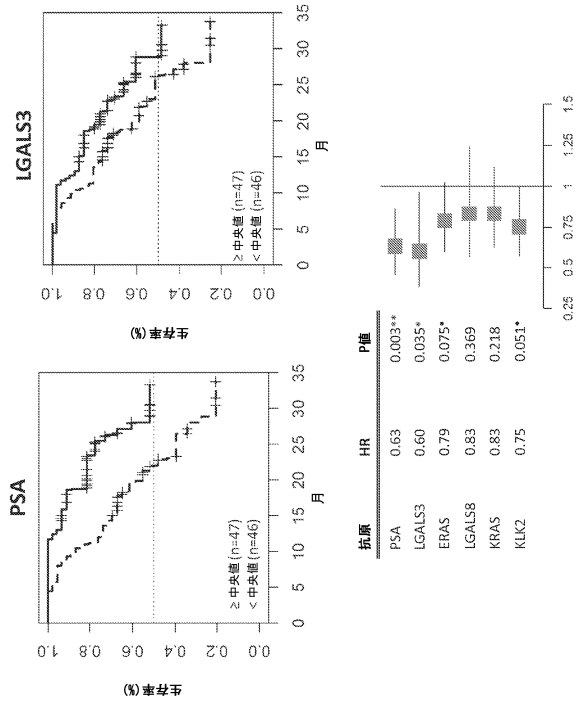 PSA
生存率(%)
1.0
0.8
0.6
0.4
0.2
0.0
≥ 中央値 (n=47)
< 中央値 (n=46)
0 5 10 15 20 25 30 35
月
LGALS3
生存率(%)
1.0
0.8
0.6
0.4
0.2
0.0
≥ 中央値 (n=47)
< 中央値 (n=46)
0 5 10 15 20 25 30 35
月
抗原 HR P値
PSA 0.63 0.003**
LGALS3 0.60 0.035*
ERAS 0.79 0.075*
LGALS8 0.83 0.369
KRAS 0.83 0.218
KLK2 0.75 0.051*
0.25 0.5 0.75 1 1.25 1.5